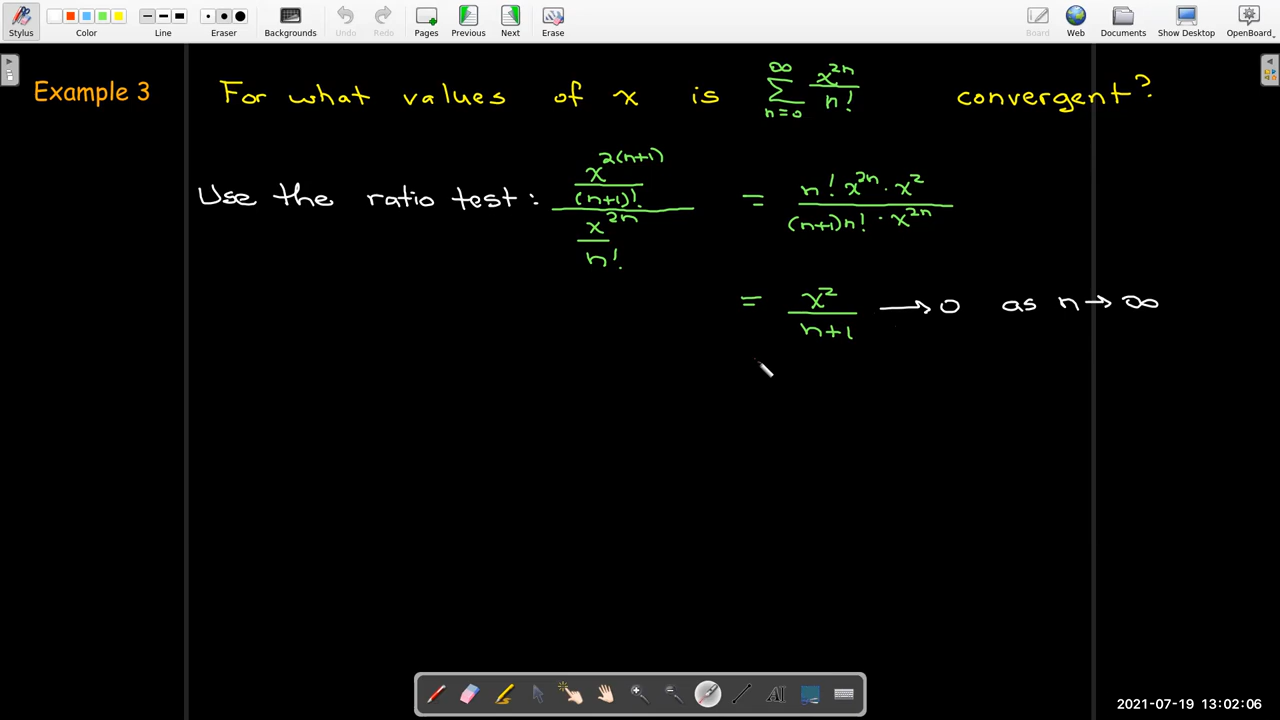 Stylus Color Line Eraser Backgrounds Undo Redo Pages Previous Next Erase Board Web Documents Show Desktop OpenBoard
Example 3 For what values of x is ∑_{n=0}^{∞} x^{2n}/n! convergent?
Use the ratio test: (x^{2(n+1)}/(n+1)!)/(x^{2n}/n!) = (n! x^{2n} · x^2)/((n+1)n! · x^{2n})
= x^2/(n+1) → 0 as n → ∞
AI
2021-07-19 13:02:06